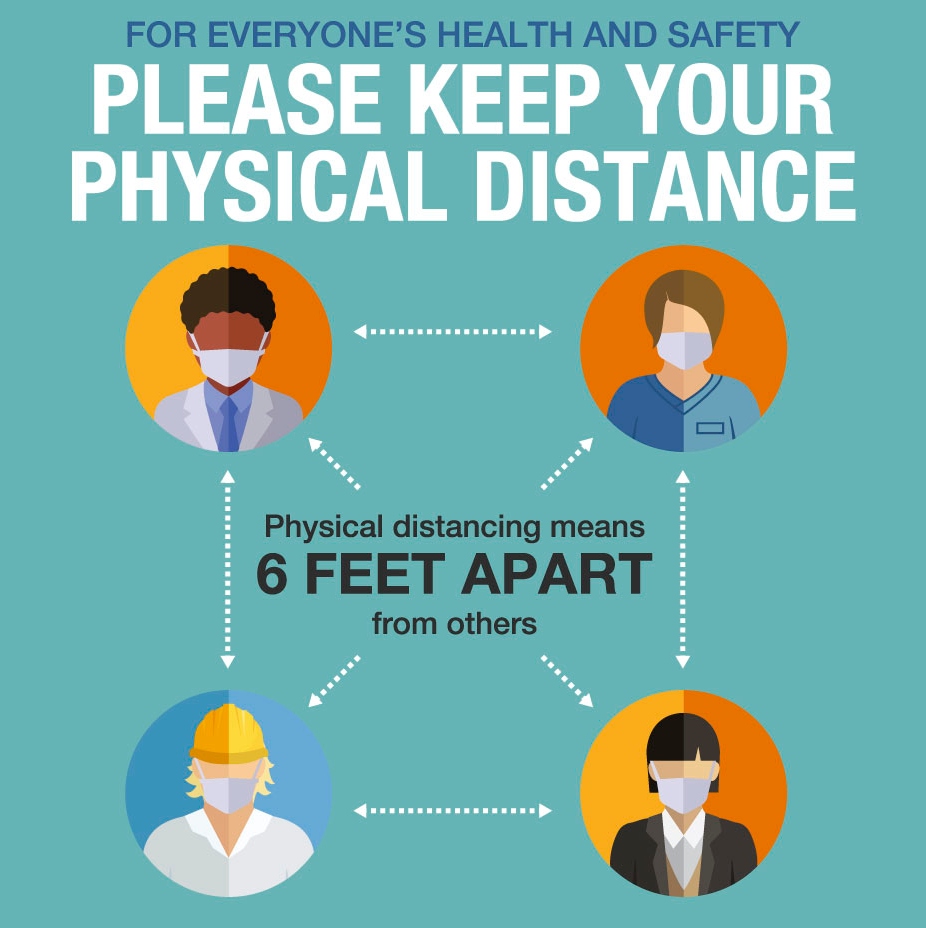 FOR EVERYONE’S HEALTH AND SAFETY
PLEASE KEEP YOUR
PHYSICAL DISTANCE
Physical distancing means
6 FEET APART
from others